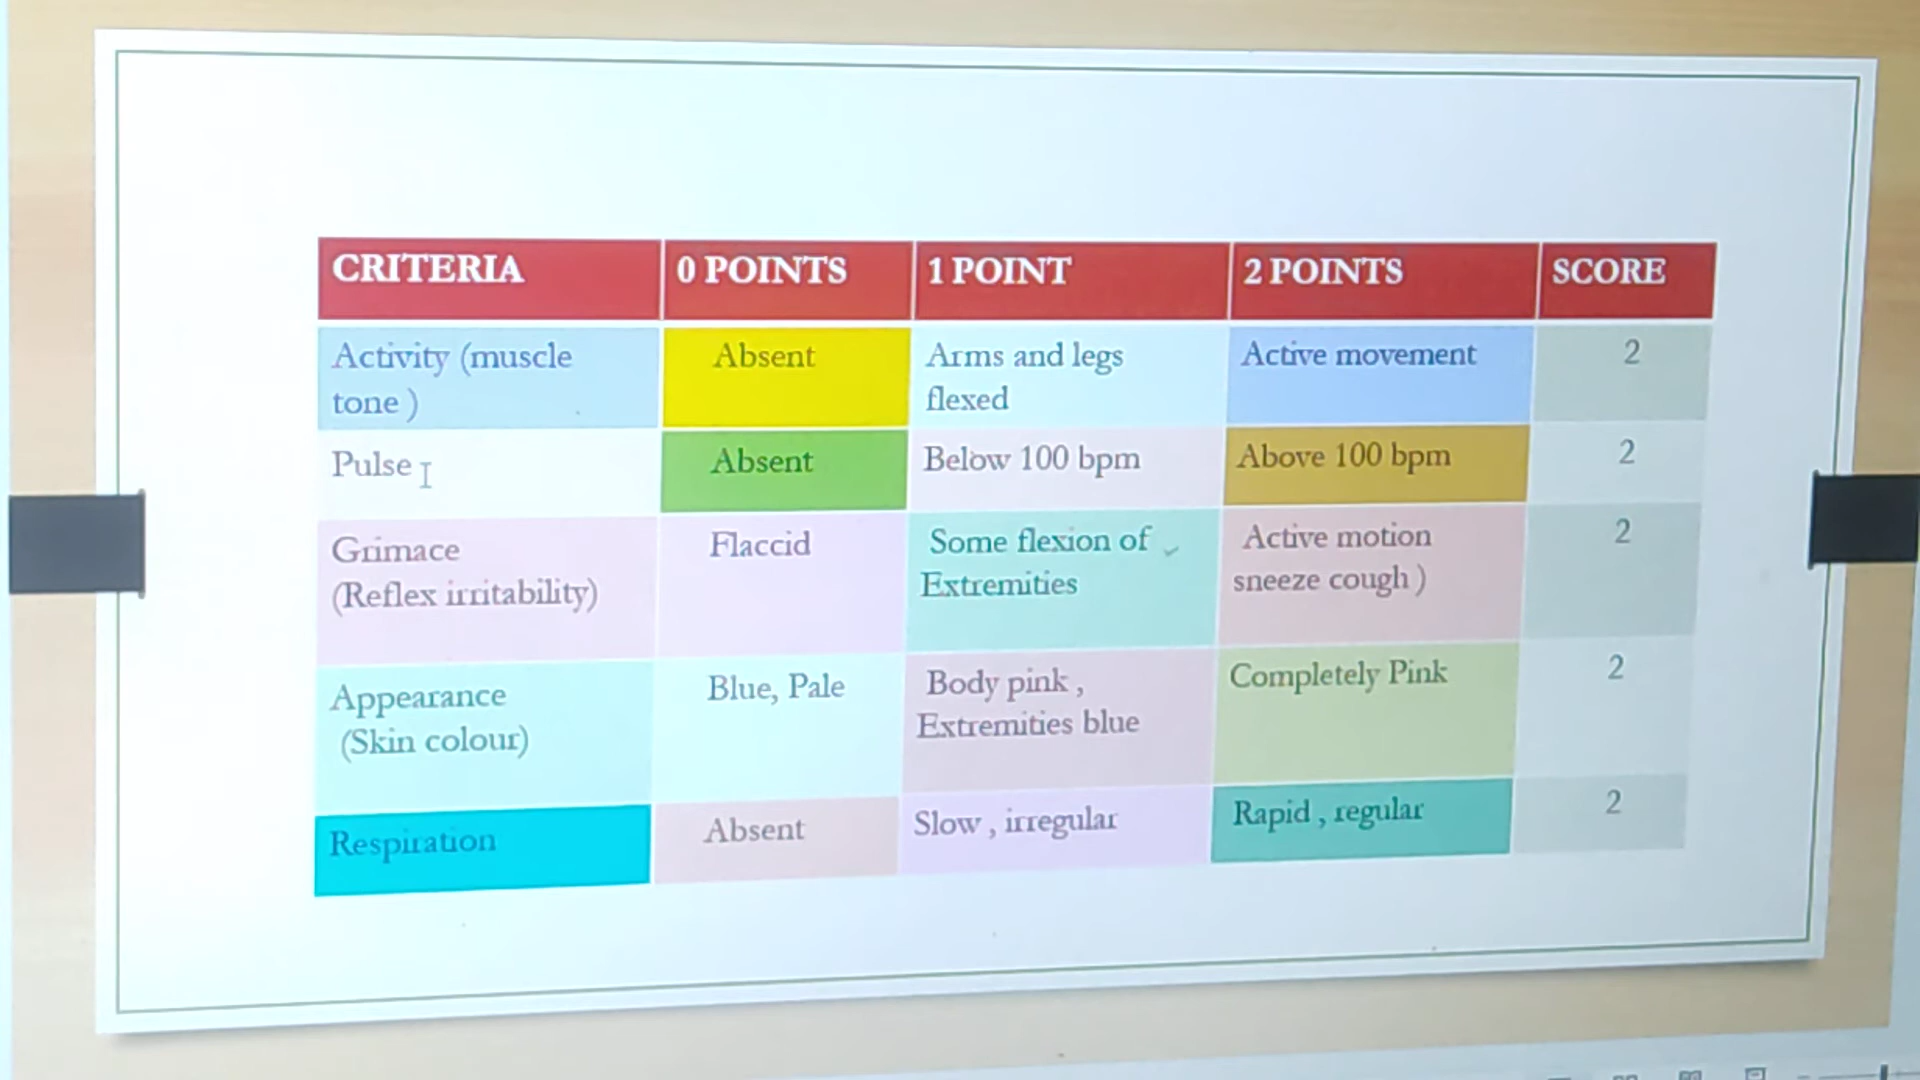 CRITERIA 0 POINTS 1 POINT 2 POINTS SCORE
Activity (muscle tone ) Absent Arms and legs flexed Active movement 2
Pulse Absent Below 100 bpm Above 100 bpm 2
Grimace (Reflex irritability) Flaccid Some flexion of Extremities Active motion sneeze cough ) 2
Appearance (Skin colour) Blue, Pale Body pink , Extremities blue Completely Pink 2
Respiration Absent Slow , irregular Rapid , regular 2